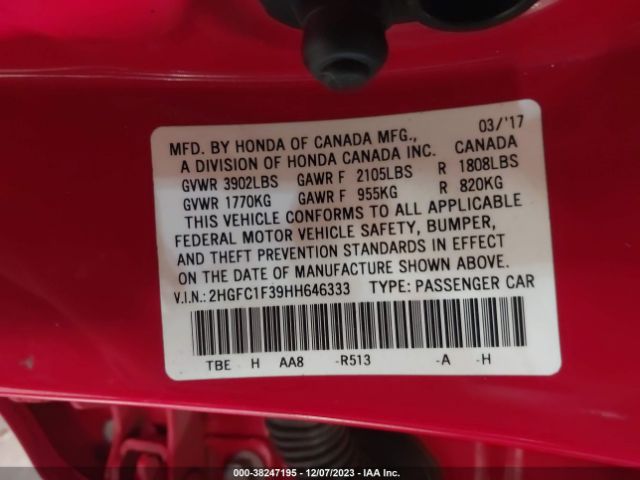 03/'17
MFD. BY HONDA OF CANADA MFG.,
A DIVISION OF HONDA CANADA INC. CANADA
GVWR 3902LBS GAWR F 2105LBS R 1808LBS
GVWR 1770KG GAWR F 955KG R 820KG
THIS VEHICLE CONFORMS TO ALL APPLICABLE
FEDERAL MOTOR VEHICLE SAFETY, BUMPER,
AND THEFT PREVENTION STANDARDS IN EFFECT
ON THE DATE OF MANUFACTURE SHOWN ABOVE.
V.I.N.: 2HGFC1F39HH646333 TYPE: PASSENGER CAR
TBE H AA8 -R513 -A -H
000-38247195 - 12/07/2023 - IAA Inc.